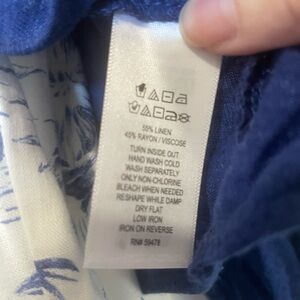 55% LINEN
45% RAYON / VISCOSE
TURN INSIDE OUT
HAND WASH COLD
WASH SEPARATELY
ONLY NON-CHLORINE
BLEACH WHEN NEEDED
RESHAPE WHILE DAMP
DRY FLAT
LOW IRON
IRON ON REVERSE
RN# 59478